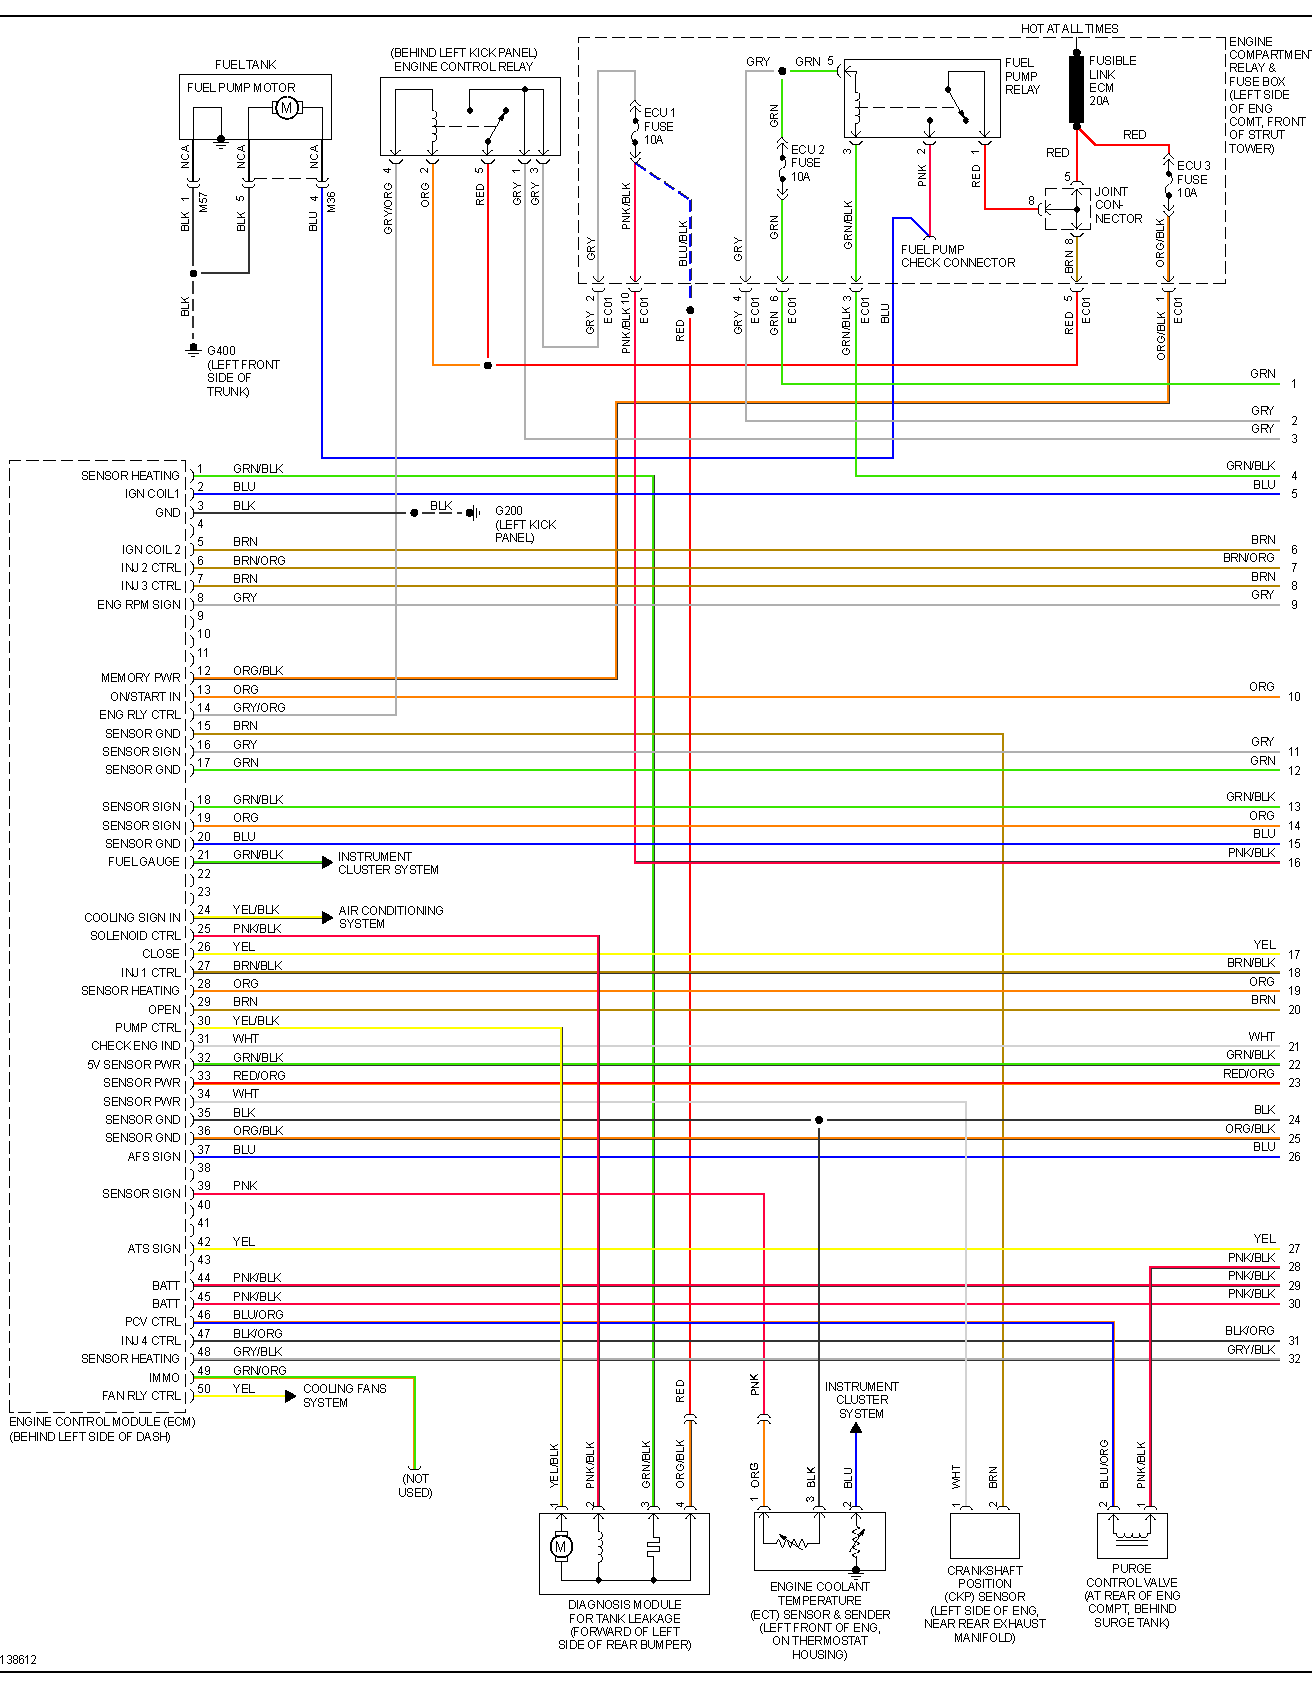 HOT AT ALL TIMES
FUEL TANK
FUEL PUMP MOTOR
M
NCA
NCA
NCA
1
5
4
M57
M36
BLK
BLK
BLU
BLK
G400
(LEFT FRONT
SIDE OF
TRUNK)
(BEHIND LEFT KICK PANEL)
ENGINE CONTROL RELAY
4
2
5
1
3
GRY/ORG
ORG
RED
GRY
GRY
ECU 1
FUSE
10A
PNK/BLK
BLU/BLK
GRY
GRY
GRN
5
GRN
ECU 2
FUSE
10A
GRN
GRY
FUEL
PUMP
RELAY
3
2
1
GRN/BLK
PNK
RED
FUEL PUMP
CHECK CONNECTOR
FUSIBLE
LINK
ECM
20A
RED
RED
ECU 3
FUSE
10A
5
8
JOINT
CON-
NECTOR
BRN 8
ORG/BLK
ENGINE
COMPARTMENT
RELAY &
FUSE BOX
(LEFT SIDE
OF ENG
COMT, FRONT
OF STRUT
TOWER)
GRY 2
EC01
PNK/BLK 10
EC01
RED
GRY 4
EC01
GRN 6
EC01
GRN/BLK 3
EC01
BLU
RED 5
EC01
ORG/BLK 1
EC01
GRN 1
GRY 2
GRY 3
SENSOR HEATING 1 GRN/BLK GRN/BLK 4
IGN COIL1 2 BLU BLU 5
GND 3 BLK BLK
G200
(LEFT KICK
PANEL)
4
IGN COIL 2 5 BRN BRN 6
INJ 2 CTRL 6 BRN/ORG BRN/ORG 7
INJ 3 CTRL 7 BRN BRN 8
ENG RPM SIGN 8 GRY GRY 9
9
10
11
MEMORY PWR 12 ORG/BLK
ON/START IN 13 ORG ORG 10
ENG RLY CTRL 14 GRY/ORG
SENSOR GND 15 BRN
SENSOR SIGN 16 GRY GRY 11
SENSOR GND 17 GRN GRN 12
SENSOR SIGN 18 GRN/BLK GRN/BLK 13
SENSOR SIGN 19 ORG ORG 14
SENSOR GND 20 BLU BLU 15
FUEL GAUGE 21 GRN/BLK PNK/BLK 16
INSTRUMENT
CLUSTER SYSTEM
22
23
COOLING SIGN IN 24 YEL/BLK
AIR CONDITIONING
SYSTEM
SOLENOID CTRL 25 PNK/BLK
CLOSE 26 YEL YEL 17
INJ 1 CTRL 27 BRN/BLK BRN/BLK 18
SENSOR HEATING 28 ORG ORG 19
OPEN 29 BRN BRN 20
PUMP CTRL 30 YEL/BLK
CHECK ENG IND 31 WHT WHT 21
5V SENSOR PWR 32 GRN/BLK GRN/BLK 22
SENSOR PWR 33 RED/ORG RED/ORG 23
SENSOR PWR 34 WHT
SENSOR GND 35 BLK BLK 24
SENSOR GND 36 ORG/BLK ORG/BLK 25
AFS SIGN 37 BLU BLU 26
38
SENSOR SIGN 39 PNK
40
41
ATS SIGN 42 YEL YEL 27
43 PNK/BLK 28
BATT 44 PNK/BLK PNK/BLK 29
BATT 45 PNK/BLK PNK/BLK 30
PCV CTRL 46 BLU/ORG
INJ 4 CTRL 47 BLK/ORG BLK/ORG 31
SENSOR HEATING 48 GRY/BLK GRY/BLK 32
IMMO 49 GRN/ORG
FAN RLY CTRL 50 YEL
COOLING FANS
SYSTEM
ENGINE CONTROL MODULE (ECM)
(BEHIND LEFT SIDE OF DASH)
(NOT
USED)
RED
PNK
INSTRUMENT
CLUSTER
SYSTEM
YEL/BLK
PNK/BLK
GRN/BLK
ORG/BLK
ORG
BLK
BLU
WHT
BRN
BLU/ORG
PNK/BLK
1
2
3
4
1
3
2
1
2
2
1
M
DIAGNOSIS MODULE
FOR TANK LEAKAGE
(FORWARD OF LEFT
SIDE OF REAR BUMPER)
ENGINE COOLANT
TEMPERATURE
(ECT) SENSOR & SENDER
(LEFT FRONT OF ENG,
ON THERMOSTAT
HOUSING)
CRANKSHAFT
POSITION
(CKP) SENSOR
(LEFT SIDE OF ENG,
NEAR REAR EXHAUST
MANIFOLD)
PURGE
CONTROL VALVE
(AT REAR OF ENG
COMPT, BEHIND
SURGE TANK)
138612